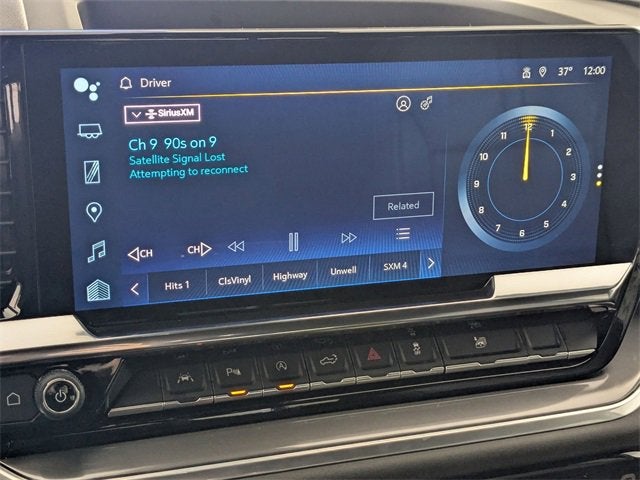 Driver
37° 12:00
SiriusXM
Ch 9 90s on 9
Satellite Signal Lost
Attempting to reconnect
Related
CH CH
Hits 1 ClsVinyl Highway Unwell SXM 4
12
1
2
3
4
5
6
7
8
9
10
11
P
A